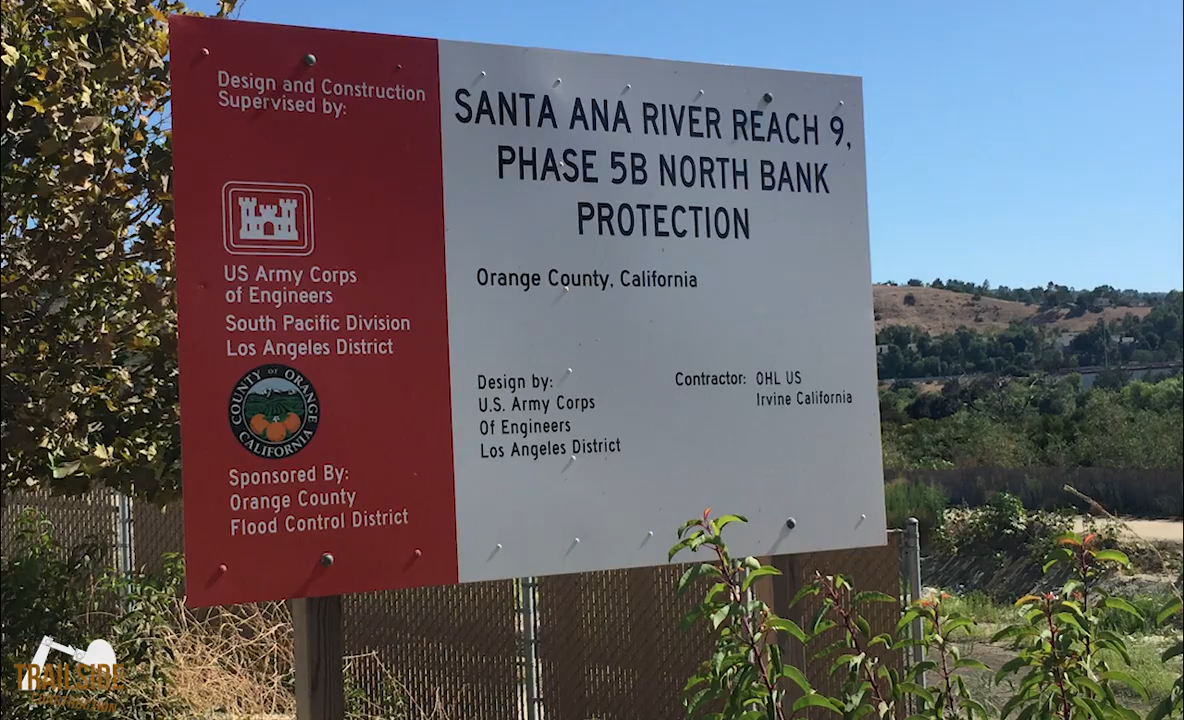 Design and Construction
Supervised by:
US Army Corps
of Engineers
South Pacific Division
Los Angeles District
COUNTY OF ORANGE
CALIFORNIA
Sponsored By:
Orange County
Flood Control District
SANTA ANA RIVER REACH 9,
PHASE 5B NORTH BANK
PROTECTION
Orange County, California
Design by:
U.S. Army Corps
Of Engineers
Los Angeles District
Contractor: OHL US
Irvine California
TRAILSIDE